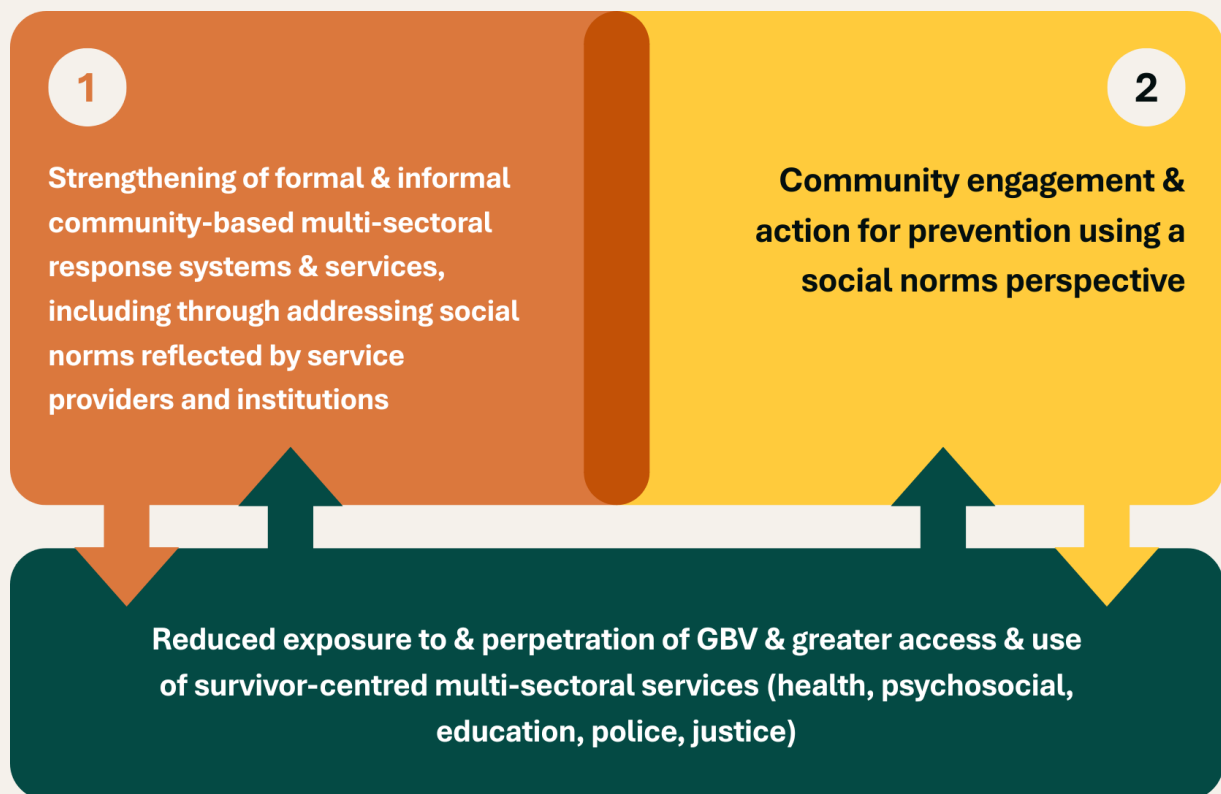 1
Strengthening of formal & informal
community-based multi-sectoral
response systems & services,
including through addressing social
norms reflected by service
providers and institutions
2
Community engagement &
action for prevention using a
social norms perspective
Reduced exposure to & perpetration of GBV & greater access & use
of survivor-centred multi-sectoral services (health, psychosocial,
education, police, justice)